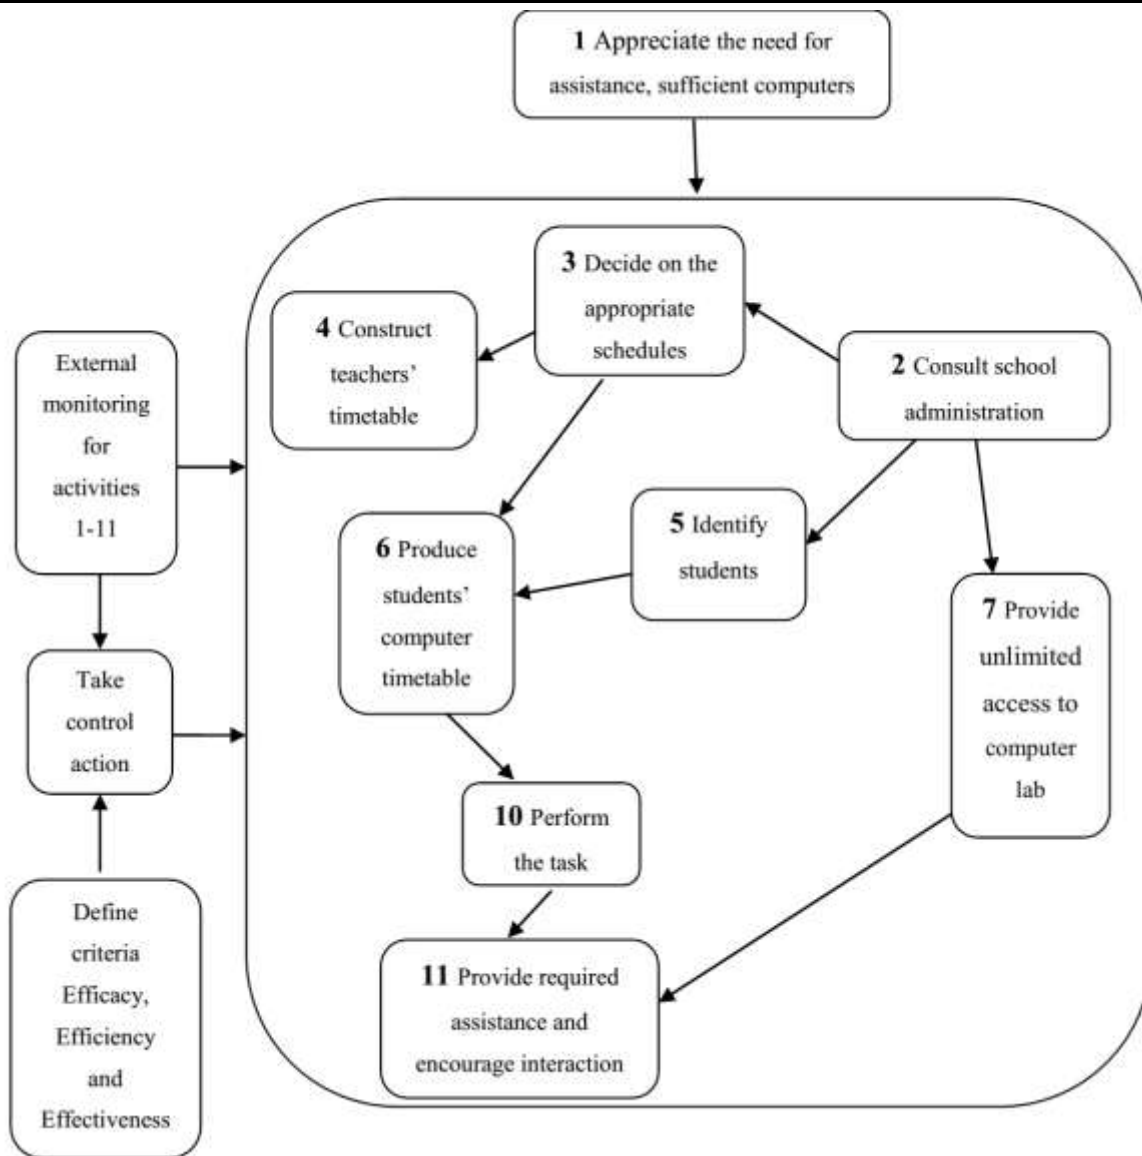 1 Appreciate the need for
assistance, sufficient computers
3 Decide on the
appropriate
schedules
4 Construct
teachers’
timetable
2 Consult school
administration
External
monitoring
for
activities
1-11
5 Identify
students
6 Produce
students’
computer
timetable
7 Provide
unlimited
access to
computer
lab
Take
control
action
10 Perform
the task
Define
criteria
Efficacy,
Efficiency
and
Effectiveness
11 Provide required
assistance and
encourage interaction